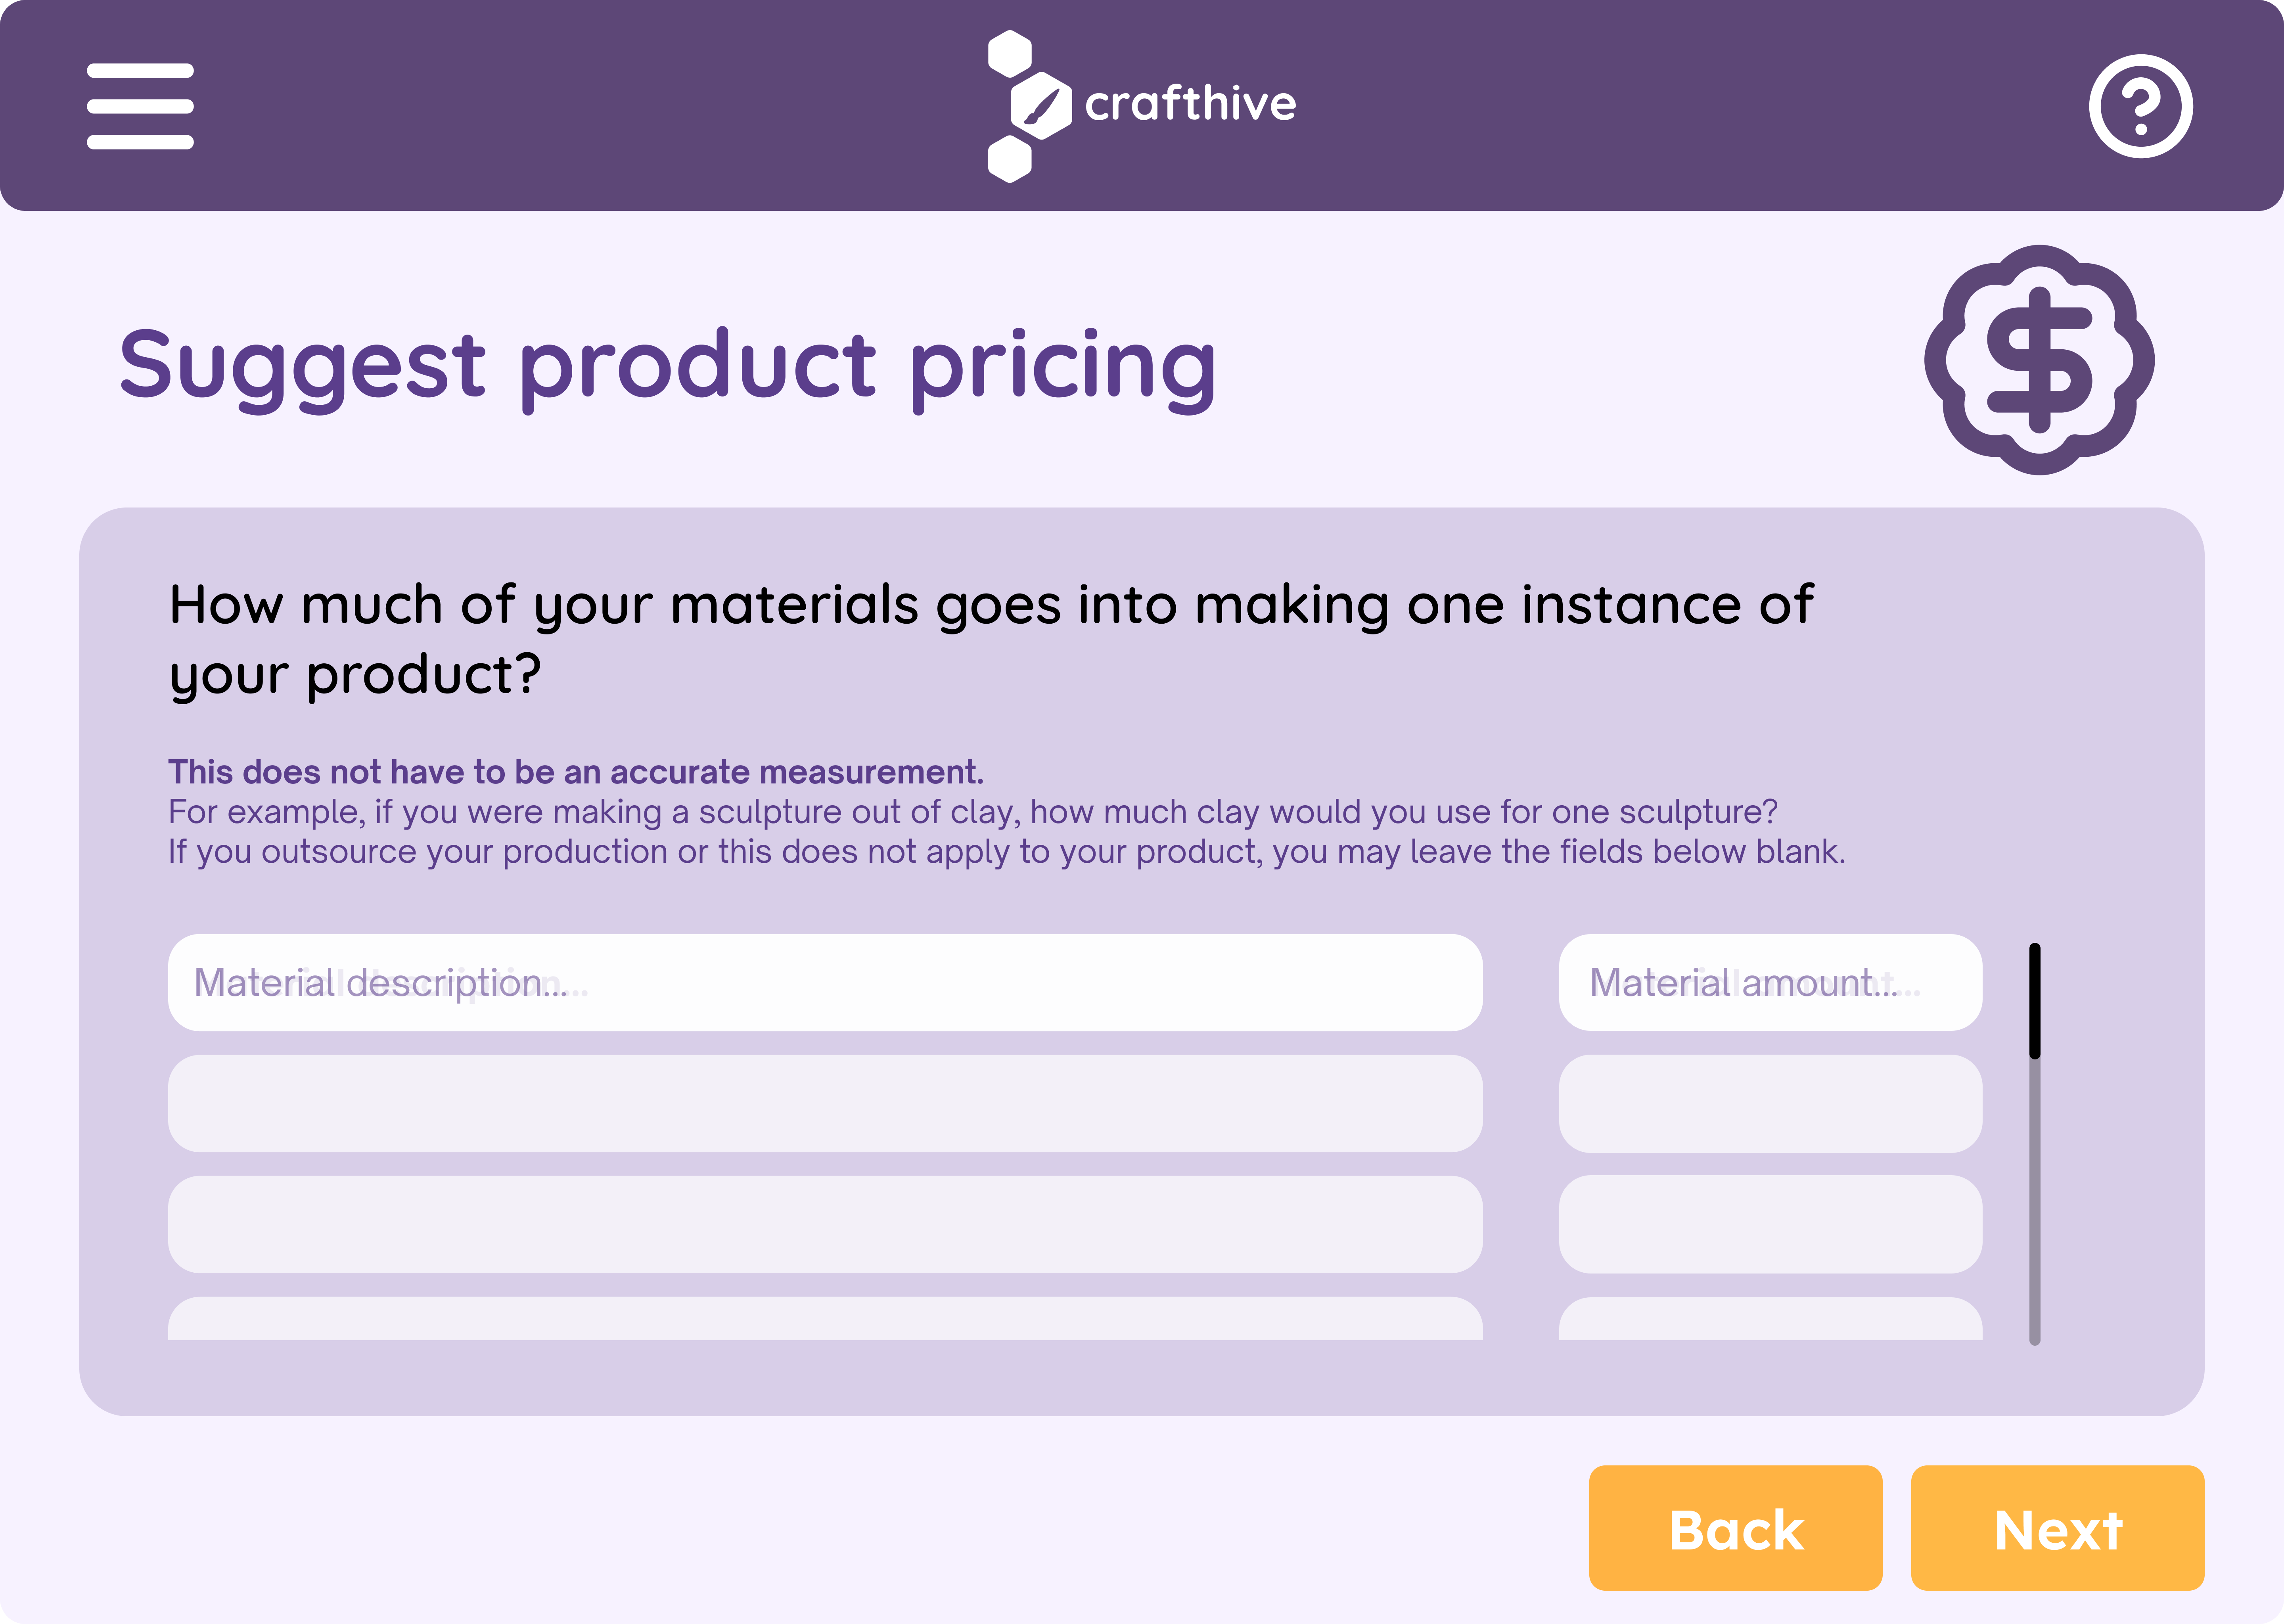 crafthive
Suggest product pricing
How much of your materials goes into making one instance of
your product?
This does not have to be an accurate measurement.
For example, if you were making a sculpture out of clay, how much clay would you use for one sculpture?
If you outsource your production or this does not apply to your product, you may leave the fields below blank.
Material description...
Material amount...
Back
Next